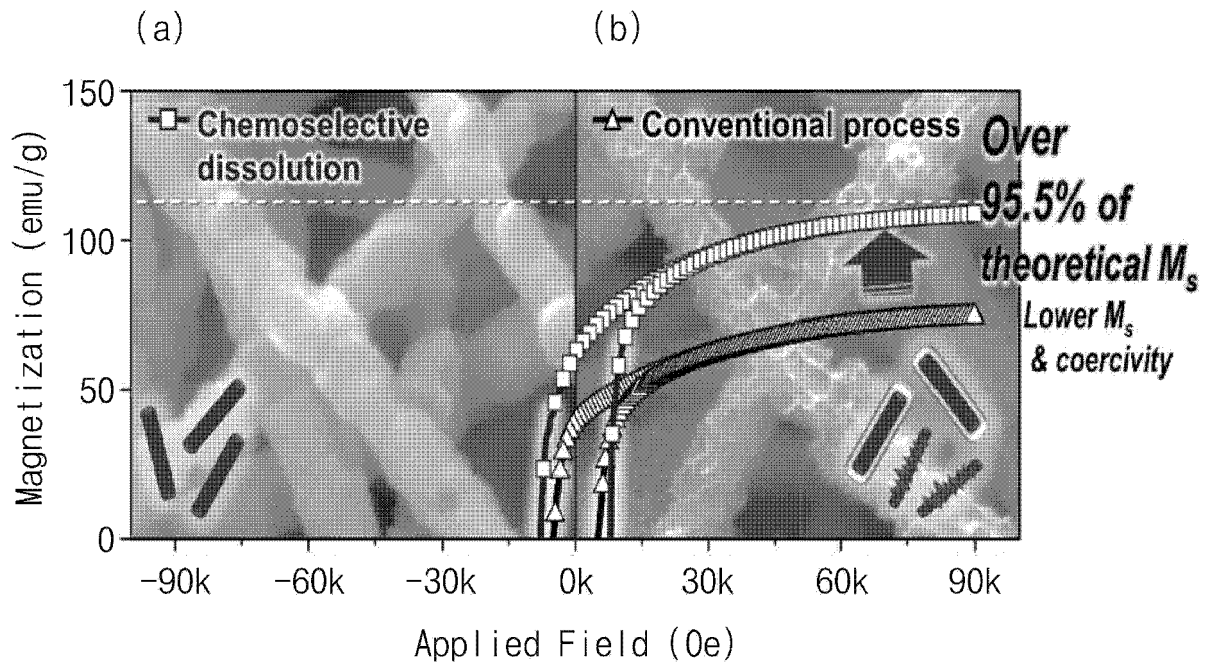 (a)
(b)
Magnetization (emu/g)
150
100
50
0
Chemoselective
dissolution
Conventional process
Over
95.5% of
theoretical Ms
Lower Ms
& coercivity
-90k
-60k
-30k
0k
30k
60k
90k
Applied Field (Oe)